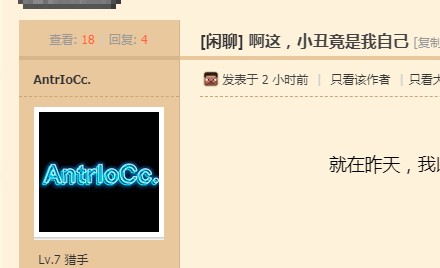 查看: 18 回复: 4
[闲聊] 啊这，小丑竟是我自己 [复制
AntrIoCc.
发表于 2 小时前 | 只看该作者 | 只看大
AntrIoCc.
就在昨天，我
Lv.7 猎手